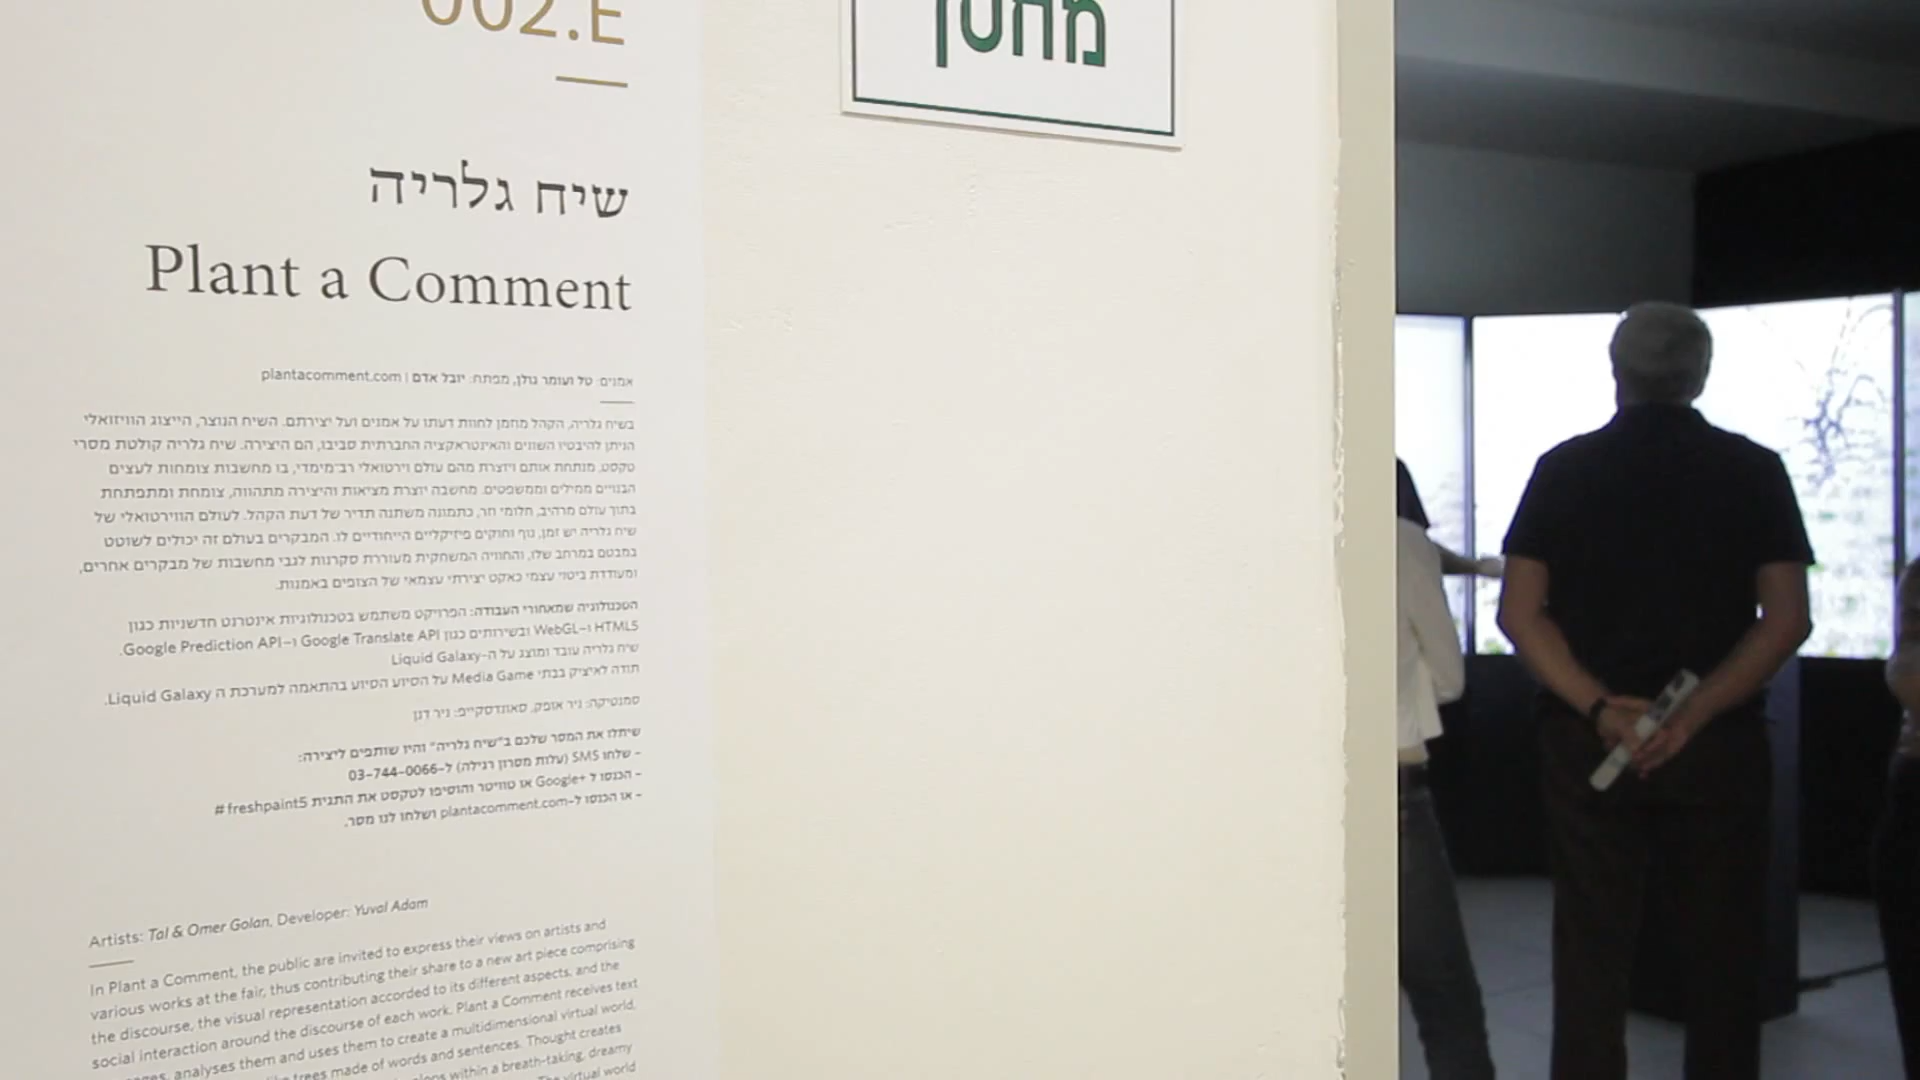 002.E
מחסן
שיח גלריה
Plant a Comment
אמנים: טל ועומר גולן, מפתח: יובל אדם | plantacomment.com
בשיח גלריה, הקהל מוזמן לחוות דעתו על אמנים ועל יצירתם. השיח הנוצר, הייצוג הוויזואלי
הניתן להיבטיו השונים והאינטראקציה החברתית סביבו, הם היצירה. שיח גלריה קולטת מסרי
טקסט, מנתחת אותם ויוצרת מהם עולם וירטואלי רב־מימדי, בו מחשבות צומחות לעצים
הבנויים ממילים וממשפטים. מחשבה יוצרת מציאות והיצירה מתהווה, צומחת ומתפתחת
בתוך עולם מרהיב, חלומי חר, כתמונה משתנה תדיר של דעת הקהל. לעולם הווירטואלי של
שיח גלריה יש זמן, נוף וחוקים פיזיקליים הייחודיים לו. המבקרים בעולם זה יכולים לשוטט
במבטם במרחב שלו, והחוויה המשחקית מעוררת סקרנות לגבי מחשבות של מבקרים אחרים,
ומעודדת ביטוי עצמי כאקט יצירתי עצמאי של הצופים באמנות.
הטכנולוגיה שמאחורי העבודה: הפרויקט משתמש בטכנולוגיות אינטרנט חדשניות כגון
HTML5 ו-WebGL ובשירותים כגון Google Translate API ו-Google Prediction API.
שיח גלריה עובד ומוצג על ה-Liquid Galaxy
תודה לאיציק בבתי Media Game על הסיוע הסיוע בהתאמה למערכת ה Liquid Galaxy.
סמנטיקה: ניר אופק, סאונדסקייפ: ניר דנן
שיתלו את המסר שלכם ב"שיח גלריה" והיו שותפים ליצירה:
- שלחו SMS (עלות מסרון רגילה) ל-03-744-0066
- הכנסו ל +Google או טוויטר והוסיפו לטקסט את התגית freshpaint5#
- או הכנסו ל-plantacomment.com ושלחו לנו מסר.
Artists: Tal & Omer Golan, Developer: Yuval Adam
In Plant a Comment, the public are invited to express their views on artists and
various works at the fair, thus contributing their share to a new art piece comprising
the discourse, the visual representation accorded to its different aspects, and the
social interaction around the discourse of each work. Plant a Comment receives text
analyses them and uses them to create a multidimensional virtual world,
trees made of words and sentences. Thought creates
within a breath-taking, dreamy
The virtual world